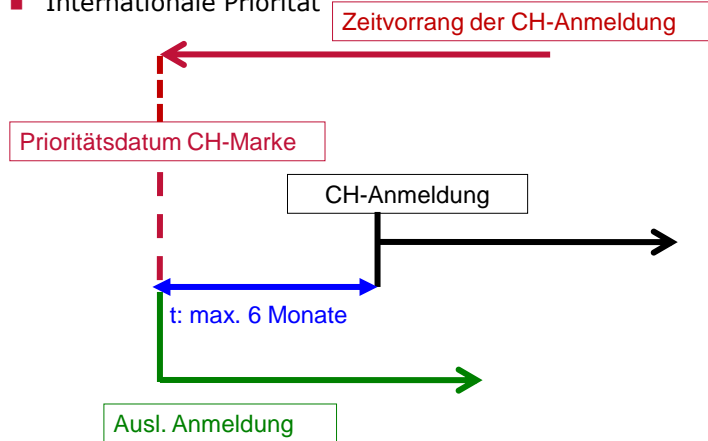 Internationale Priorität
Zeitvorrang der CH-Anmeldung
Prioritätsdatum CH-Marke
CH-Anmeldung
t: max. 6 Monate
Ausl. Anmeldung